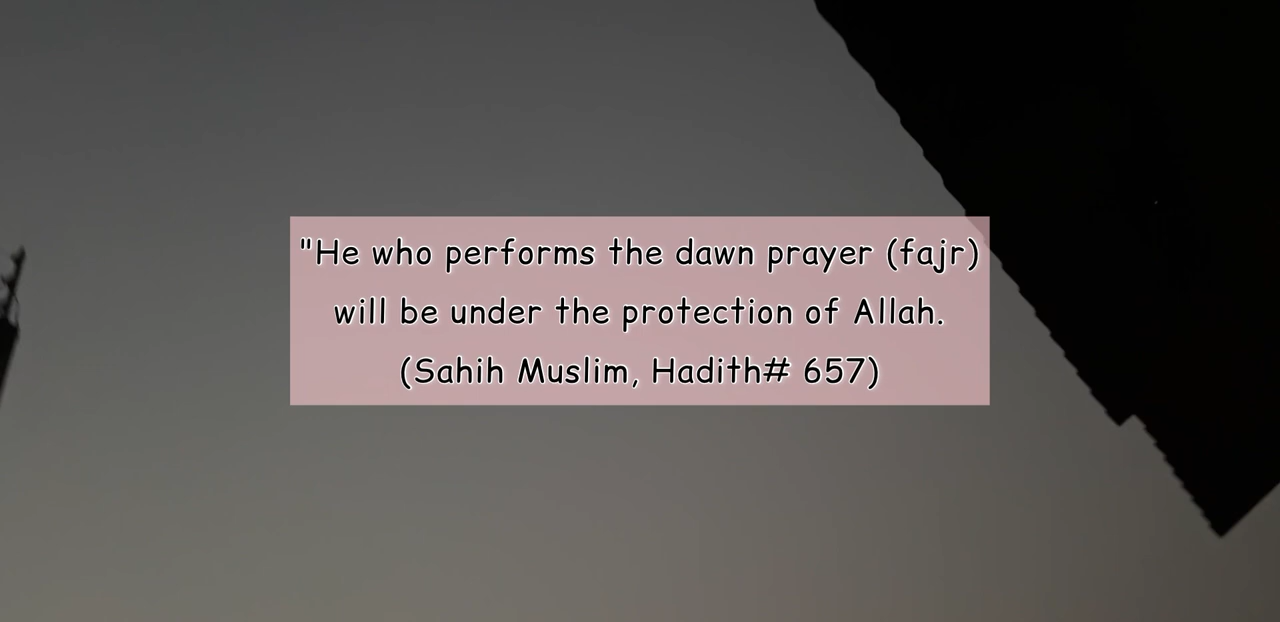 "He who performs the dawn prayer (fajr)
will be under the protection of Allah.
(Sahih Muslim, Hadith# 657)